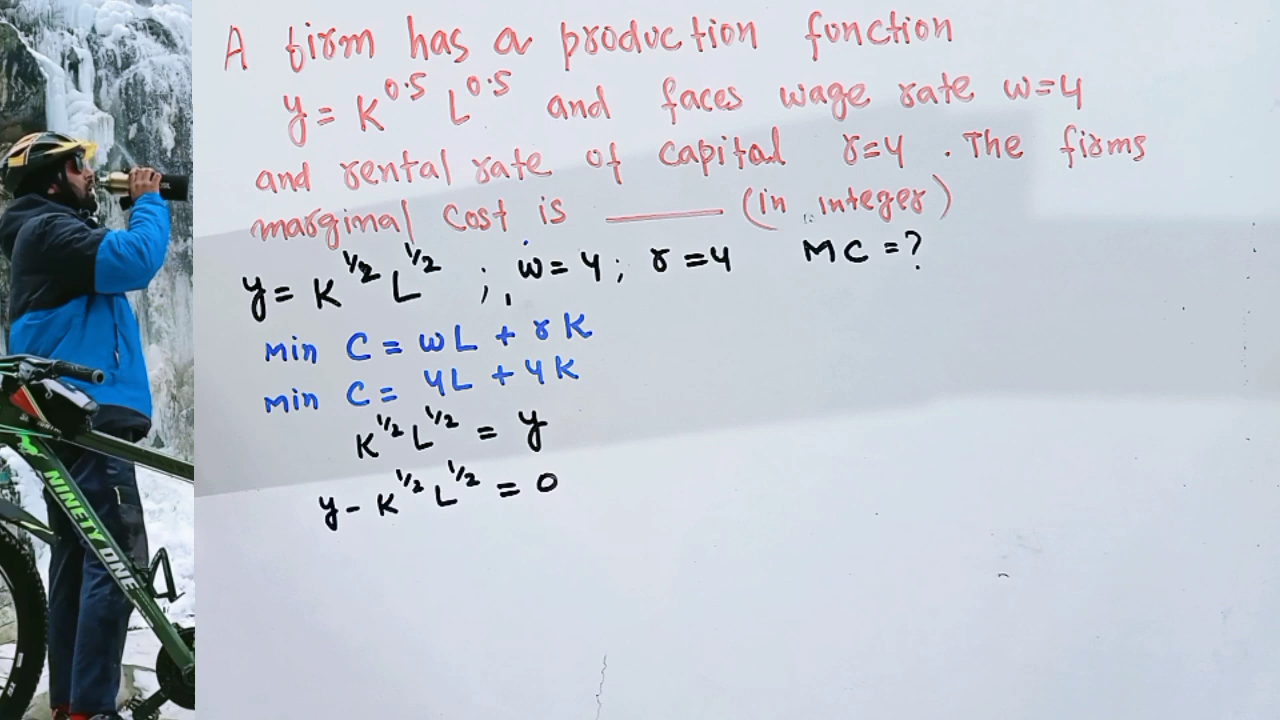 A firm has a production function
y = K^0.5 L^0.5 and faces wage rate w=4
and rental rate of capital r=4 . The firms
marginal cost is ______ (in integer)
y = K^1/2 L^1/2 ; w = 4 ; r = 4 MC = ?
min C = wL + rK
min C = 4L + 4K
K^1/2 L^1/2 = y
y - K^1/2 L^1/2 = 0
NINETY ONE